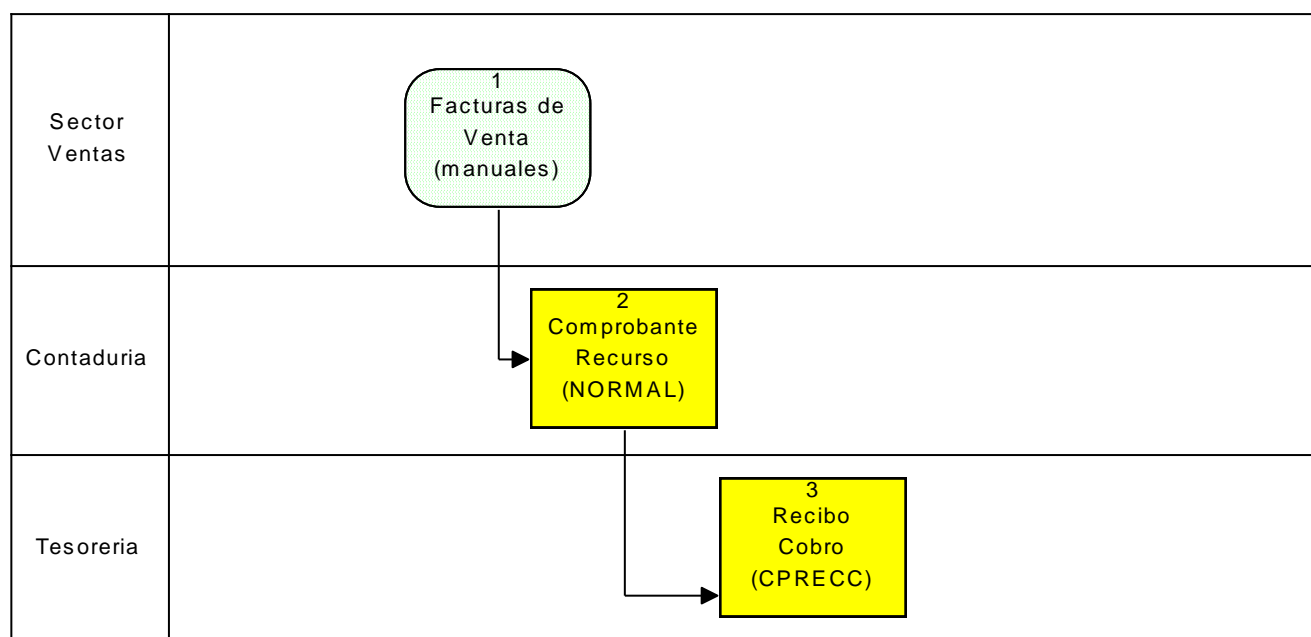 Sector
Ventas
1
Facturas de
Venta
(manuales)
Contaduria
2
Comprobante
Recurso
(NORMAL)
Tesoreria
3
Recibo
Cobro
(CPRECC)